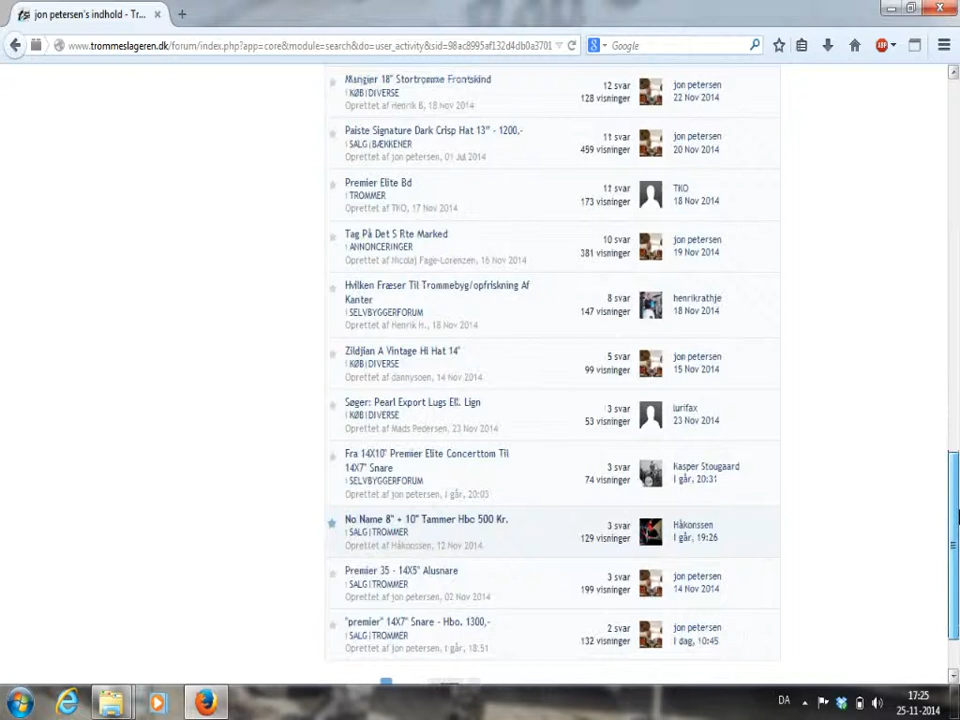 jon petersen's indhold - Tr...
www.trommeslageren.dk/forum/index.php?app=core&module=search&do=user_activity&sid=98ac8995af132d4db0a3701
Google
Mangler 18" Stortromme Frontskind
KØB|DIVERSE
Oprettet af Henrik B, 18 Nov 2014
12 svar
128 visninger
jon petersen
22 Nov 2014
Paiste Signature Dark Crisp Hat 13" - 1200,-
I SALG|BÆKKENER
Oprettet af jon petersen, 01 Jul 2014
11 svar
459 visninger
jon petersen
20 Nov 2014
Premier Elite Bd
I TROMMER
Oprettet af TKO, 17 Nov 2014
11 svar
173 visninger
TKO
18 Nov 2014
Tag På Det S Rte Marked
I ANNONCERINGER
Oprettet af Nicolaj Fage-Lorenzen, 16 Nov 2014
10 svar
381 visninger
jon petersen
19 Nov 2014
Hvilken Fræser Til Trommebyg/opfriskning Af
Kanter
I SELVBYGGERFORUM
Oprettet af Henrik H., 18 Nov 2014
8 svar
147 visninger
henrikrathje
18 Nov 2014
Zildjian A Vintage Hi Hat 14"
I KØB|DIVERSE
Oprettet af dannysoen, 14 Nov 2014
5 svar
99 visninger
jon petersen
15 Nov 2014
Søger: Pearl Export Lugs El. Lign
I KØB|DIVERSE
Oprettet af Mads Pedersen, 23 Nov 2014
3 svar
53 visninger
lurifax
23 Nov 2014
Fra 14X10" Premier Elite Concerttom Til
14X7" Snare
I SELVBYGGERFORUM
Oprettet af jon petersen, I går, 20:03
3 svar
74 visninger
Kasper Stougaard
I går, 20:31
No Name 8" + 10" Tammer Hbo 500 Kr.
I SALG|TROMMER
Oprettet af Håkonssen, 12 Nov 2014
3 svar
129 visninger
Håkonssen
I går, 19:26
Premier 35 - 14X5" Alusnare
I SALG|TROMMER
Oprettet af jon petersen, 02 Nov 2014
3 svar
199 visninger
jon petersen
14 Nov 2014
"premier" 14X7" Snare - Hbo. 1300,-
I SALG|TROMMER
Oprettet af jon petersen, I går, 18:51
2 svar
132 visninger
jon petersen
I dag, 10:45
DA
17:25
25-11-2014